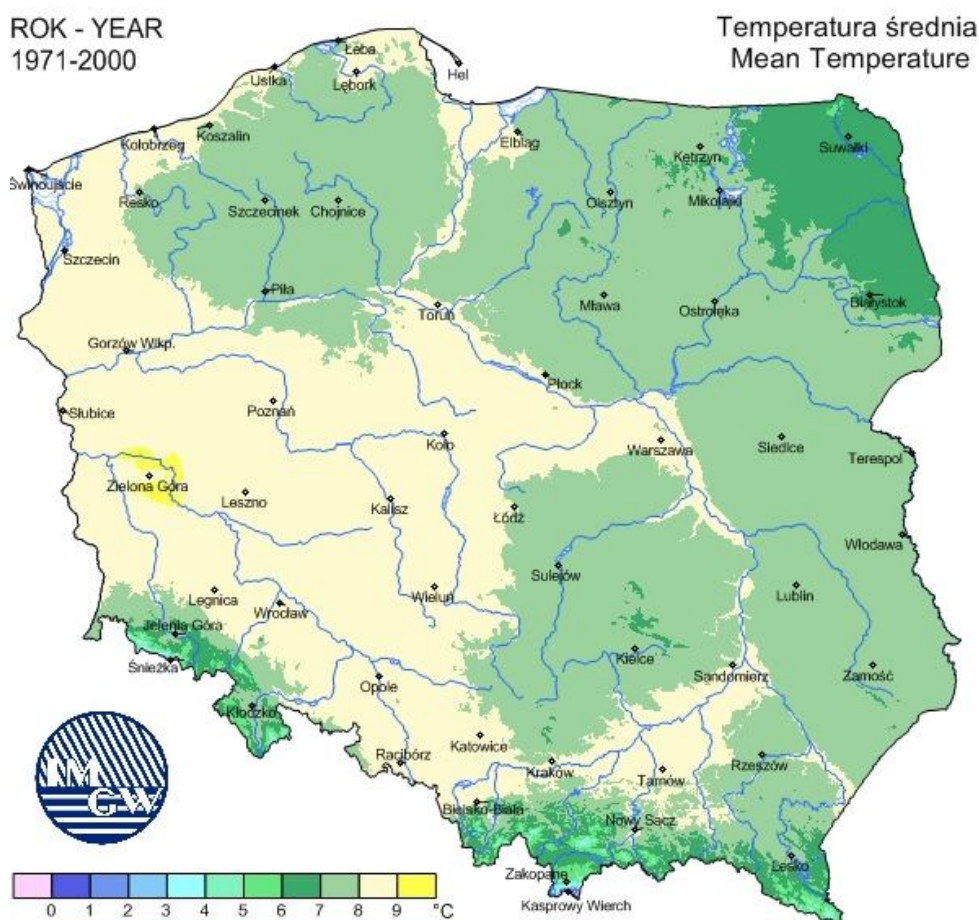 ROK - YEAR
1971-2000
Temperatura średnia
Mean Temperature
Łeba
Ustka
Lębork
Hel
Koszalin
Kołobrzeg
Elbląg
Kętrzyn
Suwałki
Świnoujście
Resko
Szczecinek
Chojnice
Olsztyn
Mikołajki
Szczecin
Piła
Toruń
Mława
Ostrołęka
Białystok
Gorzów Wlkp.
Płock
Słubice
Poznań
Koło
Warszawa
Siedlce
Terespol
Zielona Góra
Leszno
Kalisz
Łódź
Włodawa
Sulejów
Legnica
Wrocław
Wieluń
Lublin
Jelenia Góra
Śnieżka
Kielce
Sandomierz
Zamość
Opole
Kłodzko
Katowice
Racibórz
Kraków
Tarnów
Rzeszów
Bielsko-Biała
Nowy Sącz
Lesko
Zakopane
Kasprowy Wierch
IM
GW
0 1 2 3 4 5 6 7 8 9 °C